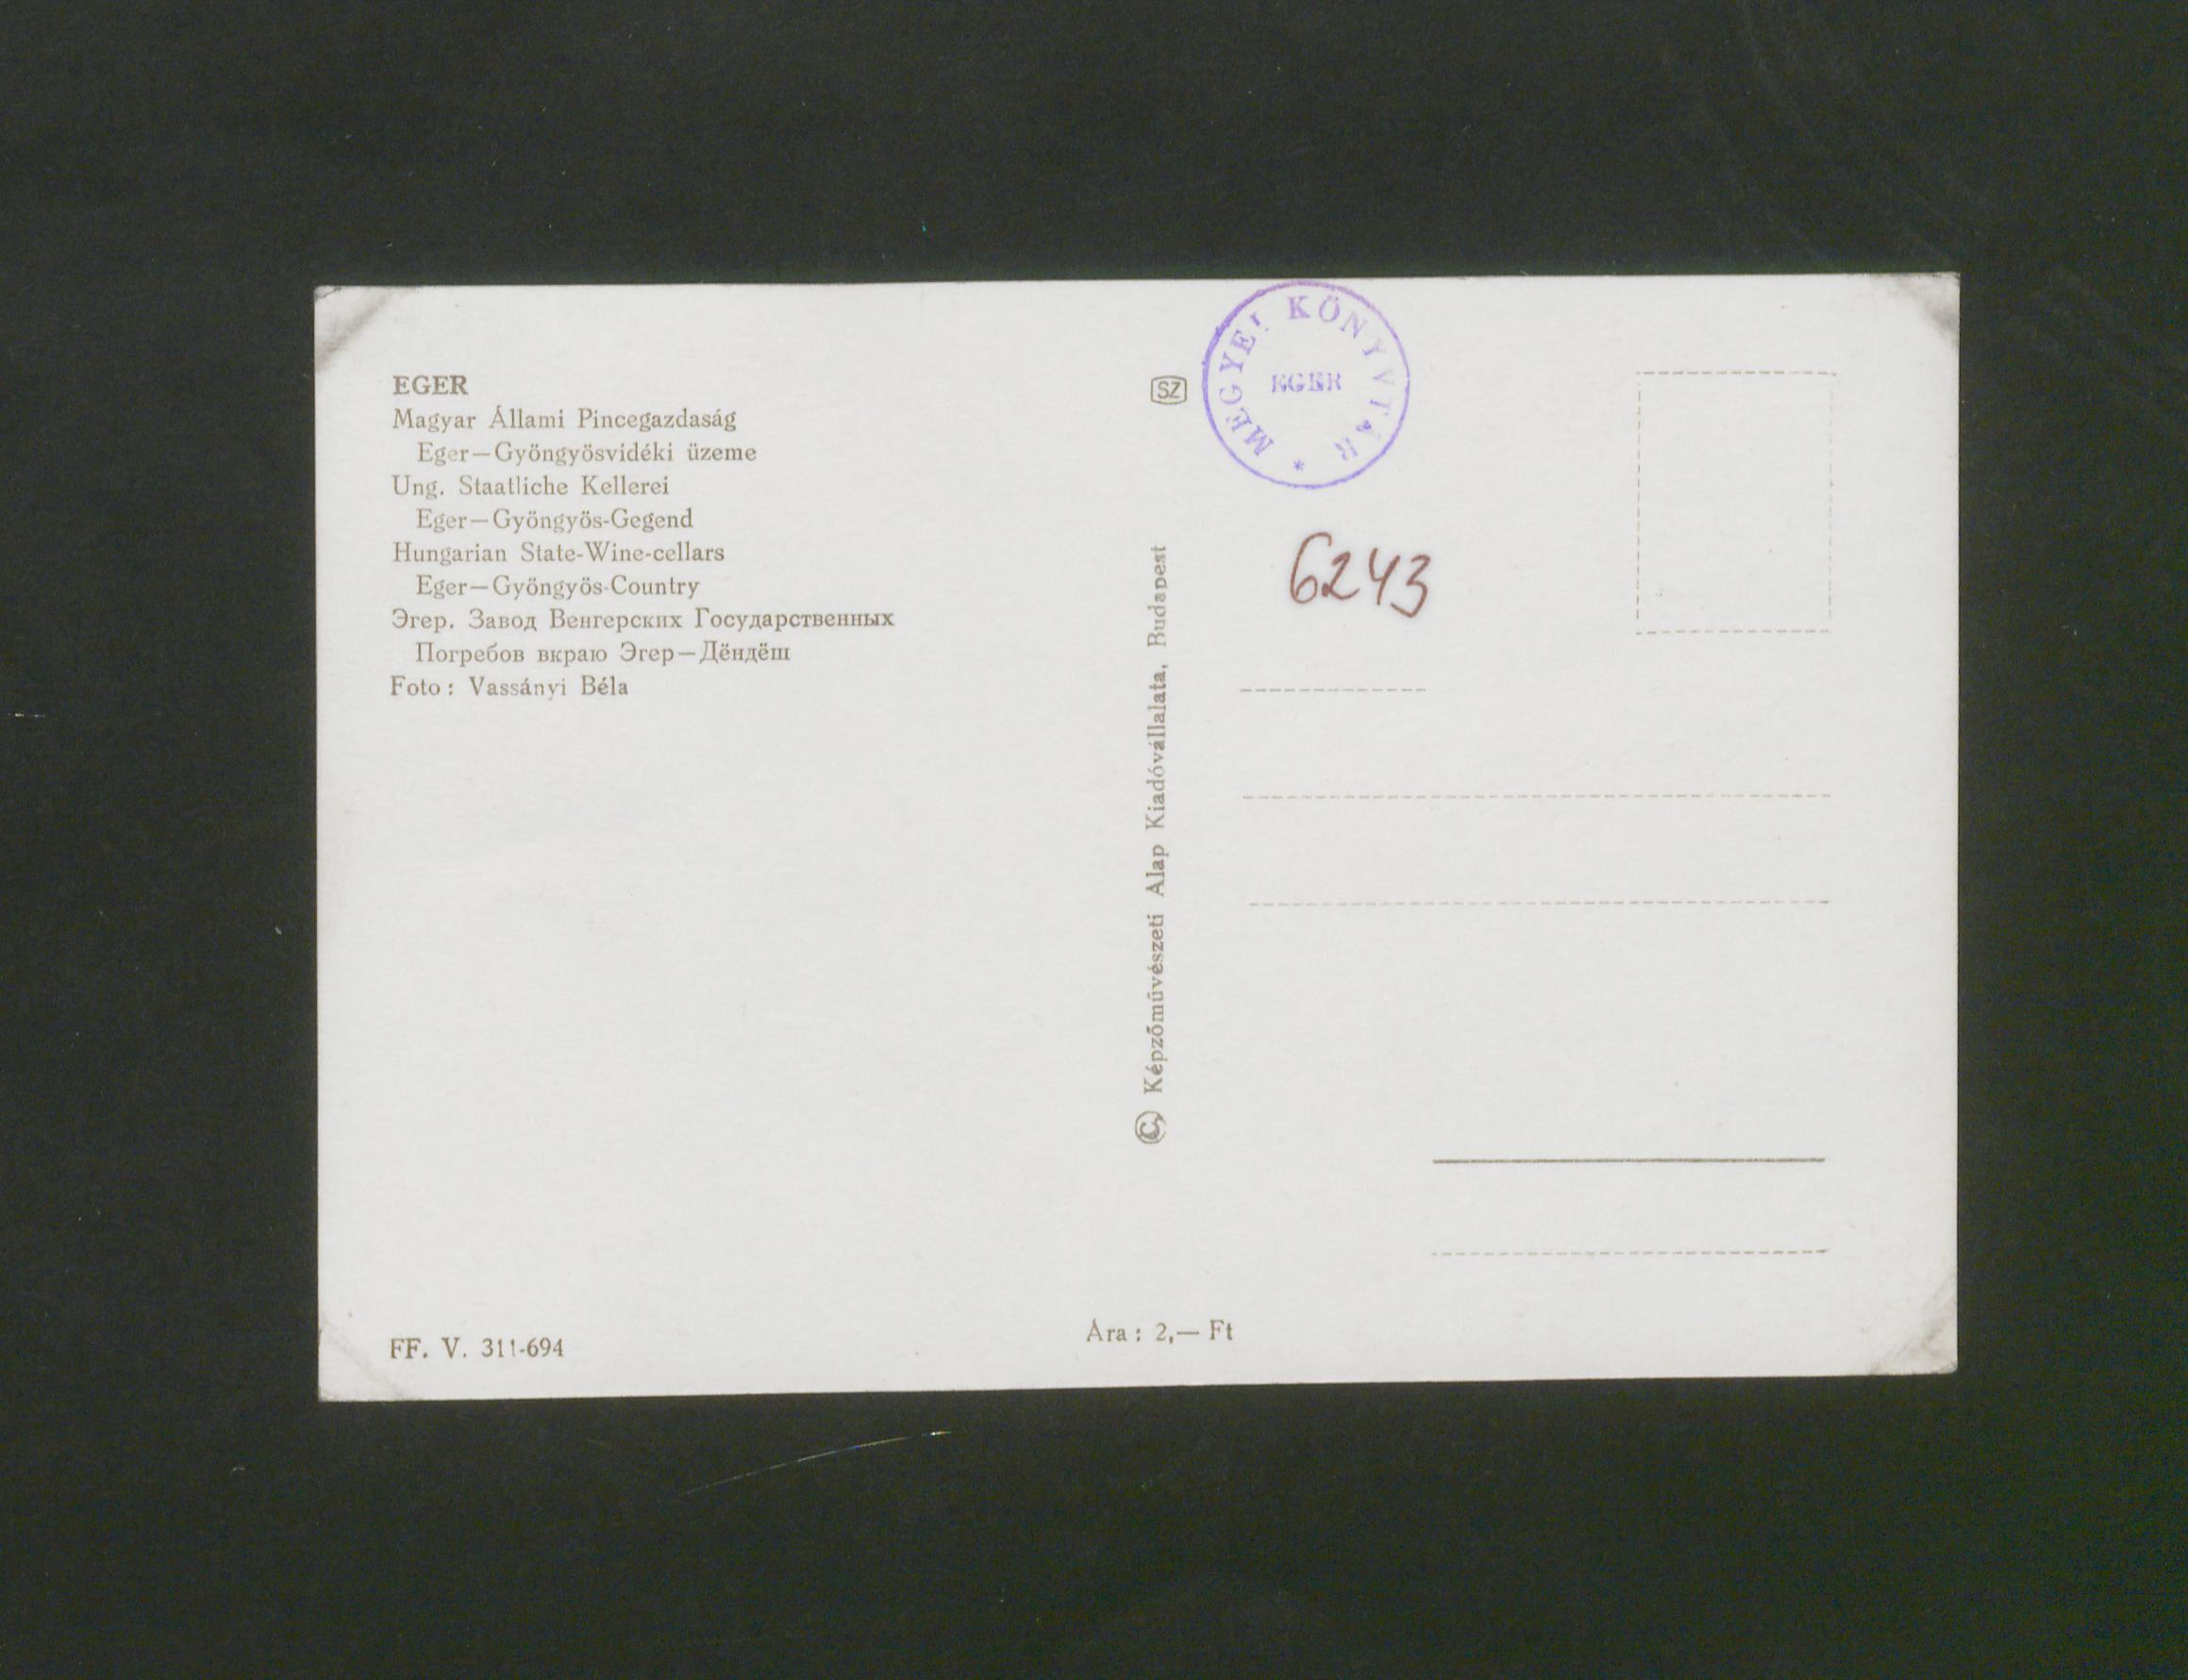 EGER
Magyar Állami Pincegazdaság
Eger—Gyöngyösvidéki üzeme
Ung. Staatliche Kellerei
Eger—Gyöngyös-Gegend
Hungarian State-Wine-cellars
Eger—Gyöngyös-Country
Эгер. Завод Венгерских Государственных
Погребов вкраю Эгер—Дёндёш
Foto: Vassányi Béla
FF. V. 311-694
SZ
© Képzőművészeti Alap Kiadóvállalata, Budapest
Ára: 2,— Ft
MEGYEI KÖNYVTÁR *
EGER
6243